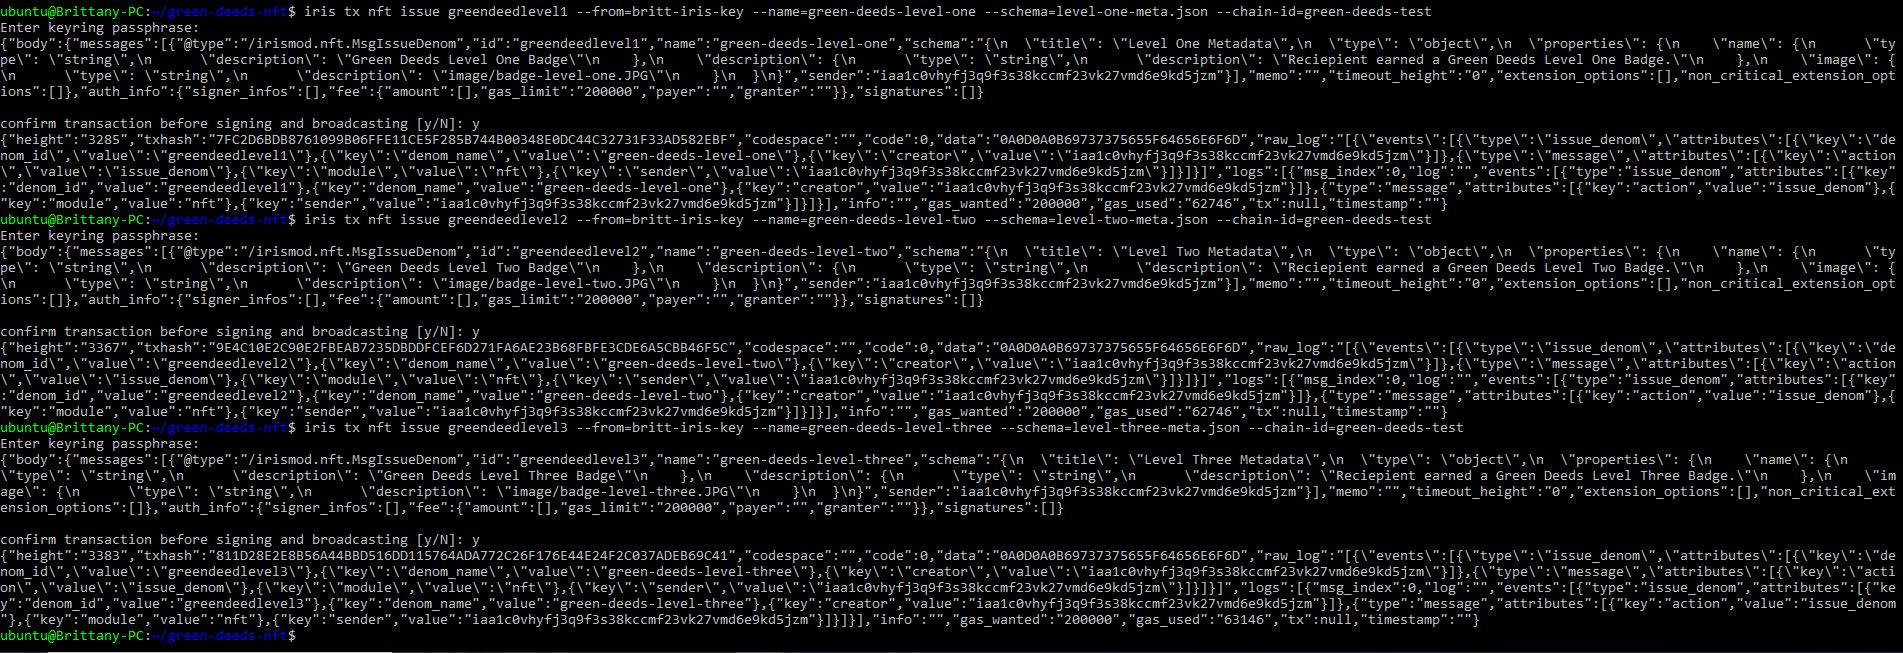 ubuntu@Brittany-PC:~/green-deeds-nft$ iris tx nft issue greendeedlevel1 --from=britt-iris-key --name=green-deeds-level-one --schema=level-one-meta.json --chain-id=green-deeds-test
Enter keyring passphrase:
{"body":{"messages":[{"@type":"/irismod.nft.MsgIssueDenom","id":"greendeedlevel1","name":"green-deeds-level-one","schema":"{\n  \"title\": \"Level One Metadata\",\n  \"type\": \"object\",\n  \"properties\": {\n    \"name\": {\n      \"ty
pe\": \"string\",\n      \"description\": \"Green Deeds Level One Badge\"\n    },\n    \"description\": {\n      \"type\": \"string\",\n      \"description\": \"Reciepient earned a Green Deeds Level One Badge.\"\n    },\n    \"image\": {
\n      \"type\": \"string\",\n      \"description\": \"image/badge-level-one.JPG\"\n    }\n  }\n}","sender":"iaa1c0vhyfj3q9f3s38kccmf23vk27vmd6e9kd5jzm"}],"memo":"","timeout_height":"0","extension_options":[],"non_critical_extension_opt
ions":[]},"auth_info":{"signer_infos":[],"fee":{"amount":[],"gas_limit":"200000","payer":"","granter":""}},"signatures":[]}
confirm transaction before signing and broadcasting [y/N]: y
{"height":"3285","txhash":"7FC2D6BDB8761099B06FFE11CE5F285B744B00348E0DC44C32731F33AD582EBF","codespace":"","code":0,"data":"0A0D0A0B69737375655F64656E6F6D","raw_log":"[{\"events\":[{\"type\":\"issue_denom\",\"attributes\":[{\"key\":\"de
nom_id\",\"value\":\"greendeedlevel1\"},{\"key\":\"denom_name\",\"value\":\"green-deeds-level-one\"},{\"key\":\"creator\",\"value\":\"iaa1c0vhyfj3q9f3s38kccmf23vk27vmd6e9kd5jzm\"}]},{\"type\":\"message\",\"attributes\":[{\"key\":\"action
\",\"value\":\"issue_denom\"},{\"key\":\"module\",\"value\":\"nft\"},{\"key\":\"sender\",\"value\":\"iaa1c0vhyfj3q9f3s38kccmf23vk27vmd6e9kd5jzm\"}]}]}]","logs":[{"msg_index":0,"log":"","events":[{"type":"issue_denom","attributes":[{"key"
:"denom_id","value":"greendeedlevel1"},{"key":"denom_name","value":"green-deeds-level-one"},{"key":"creator","value":"iaa1c0vhyfj3q9f3s38kccmf23vk27vmd6e9kd5jzm"}]},{"type":"message","attributes":[{"key":"action","value":"issue_denom"},{
"key":"module","value":"nft"},{"key":"sender","value":"iaa1c0vhyfj3q9f3s38kccmf23vk27vmd6e9kd5jzm"}]}]}],"info":"","gas_wanted":"200000","gas_used":"62746","tx":null,"timestamp":""}
ubuntu@Brittany-PC:~/green-deeds-nft$ iris tx nft issue greendeedlevel2 --from=britt-iris-key --name=green-deeds-level-two --schema=level-two-meta.json --chain-id=green-deeds-test
Enter keyring passphrase:
{"body":{"messages":[{"@type":"/irismod.nft.MsgIssueDenom","id":"greendeedlevel2","name":"green-deeds-level-two","schema":"{\n  \"title\": \"Level Two Metadata\",\n  \"type\": \"object\",\n  \"properties\": {\n    \"name\": {\n      \"ty
pe\": \"string\",\n      \"description\": \"Green Deeds Level Two Badge\"\n    },\n    \"description\": {\n      \"type\": \"string\",\n      \"description\": \"Reciepient earned a Green Deeds Level Two Badge.\"\n    },\n    \"image\": {
\n      \"type\": \"string\",\n      \"description\": \"image/badge-level-two.JPG\"\n    }\n  }\n}","sender":"iaa1c0vhyfj3q9f3s38kccmf23vk27vmd6e9kd5jzm"}],"memo":"","timeout_height":"0","extension_options":[],"non_critical_extension_opt
ions":[]},"auth_info":{"signer_infos":[],"fee":{"amount":[],"gas_limit":"200000","payer":"","granter":""}},"signatures":[]}
confirm transaction before signing and broadcasting [y/N]: y
{"height":"3367","txhash":"9E4C10E2C90E2FBEAB7235DBDDFCEF6D271FA6AE23B68FBFE3CDE6A5CBB46F5C","codespace":"","code":0,"data":"0A0D0A0B69737375655F64656E6F6D","raw_log":"[{\"events\":[{\"type\":\"issue_denom\",\"attributes\":[{\"key\":\"de
nom_id\",\"value\":\"greendeedlevel2\"},{\"key\":\"denom_name\",\"value\":\"green-deeds-level-two\"},{\"key\":\"creator\",\"value\":\"iaa1c0vhyfj3q9f3s38kccmf23vk27vmd6e9kd5jzm\"}]},{\"type\":\"message\",\"attributes\":[{\"key\":\"action
\",\"value\":\"issue_denom\"},{\"key\":\"module\",\"value\":\"nft\"},{\"key\":\"sender\",\"value\":\"iaa1c0vhyfj3q9f3s38kccmf23vk27vmd6e9kd5jzm\"}]}]}]","logs":[{"msg_index":0,"log":"","events":[{"type":"issue_denom","attributes":[{"key"
:"denom_id","value":"greendeedlevel2"},{"key":"denom_name","value":"green-deeds-level-two"},{"key":"creator","value":"iaa1c0vhyfj3q9f3s38kccmf23vk27vmd6e9kd5jzm"}]},{"type":"message","attributes":[{"key":"action","value":"issue_denom"},{
"key":"module","value":"nft"},{"key":"sender","value":"iaa1c0vhyfj3q9f3s38kccmf23vk27vmd6e9kd5jzm"}]}]}],"info":"","gas_wanted":"200000","gas_used":"62746","tx":null,"timestamp":""}
ubuntu@Brittany-PC:~/green-deeds-nft$ iris tx nft issue greendeedlevel3 --from=britt-iris-key --name=green-deeds-level-three --schema=level-three-meta.json --chain-id=green-deeds-test
Enter keyring passphrase:
{"body":{"messages":[{"@type":"/irismod.nft.MsgIssueDenom","id":"greendeedlevel3","name":"green-deeds-level-three","schema":"{\n  \"title\": \"Level Three Metadata\",\n  \"type\": \"object\",\n  \"properties\": {\n    \"name\": {\n
\"type\": \"string\",\n      \"description\": \"Green Deeds Level Three Badge\"\n    },\n    \"description\": {\n      \"type\": \"string\",\n      \"description\": \"Reciepient earned a Green Deeds Level Three Badge.\"\n    },\n    \"im
age\": {\n      \"type\": \"string\",\n      \"description\": \"image/badge-level-three.JPG\"\n    }\n  }\n}","sender":"iaa1c0vhyfj3q9f3s38kccmf23vk27vmd6e9kd5jzm"}],"memo":"","timeout_height":"0","extension_options":[],"non_critical_ext
ension_options":[]},"auth_info":{"signer_infos":[],"fee":{"amount":[],"gas_limit":"200000","payer":"","granter":""}},"signatures":[]}
confirm transaction before signing and broadcasting [y/N]: y
{"height":"3383","txhash":"811D28E2E8B56A44BBD516DD115764ADA772C26F176E44E24F2C037ADEB69C41","codespace":"","code":0,"data":"0A0D0A0B69737375655F64656E6F6D","raw_log":"[{\"events\":[{\"type\":\"issue_denom\",\"attributes\":[{\"key\":\"de
nom_id\",\"value\":\"greendeedlevel3\"},{\"key\":\"denom_name\",\"value\":\"green-deeds-level-three\"},{\"key\":\"creator\",\"value\":\"iaa1c0vhyfj3q9f3s38kccmf23vk27vmd6e9kd5jzm\"}]},{\"type\":\"message\",\"attributes\":[{\"key\":\"acti
on\",\"value\":\"issue_denom\"},{\"key\":\"module\",\"value\":\"nft\"},{\"key\":\"sender\",\"value\":\"iaa1c0vhyfj3q9f3s38kccmf23vk27vmd6e9kd5jzm\"}]}]}]","logs":[{"msg_index":0,"log":"","events":[{"type":"issue_denom","attributes":[{"ke
y":"denom_id","value":"greendeedlevel3"},{"key":"denom_name","value":"green-deeds-level-three"},{"key":"creator","value":"iaa1c0vhyfj3q9f3s38kccmf23vk27vmd6e9kd5jzm"}]},{"type":"message","attributes":[{"key":"action","value":"issue_denom"
},{"key":"module","value":"nft"},{"key":"sender","value":"iaa1c0vhyfj3q9f3s38kccmf23vk27vmd6e9kd5jzm"}]}]}],"info":"","gas_wanted":"200000","gas_used":"63146","tx":null,"timestamp":""}
ubuntu@Brittany-PC:~/green-deeds-nft$